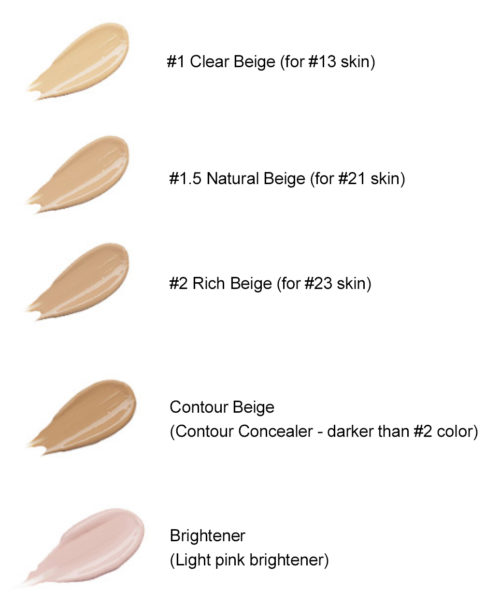 #1 Clear Beige (for #13 skin)
#1.5 Natural Beige (for #21 skin)
#2 Rich Beige (for #23 skin)
Contour Beige
(Contour Concealer - darker than #2 color)
Brightener
(Light pink brightener)